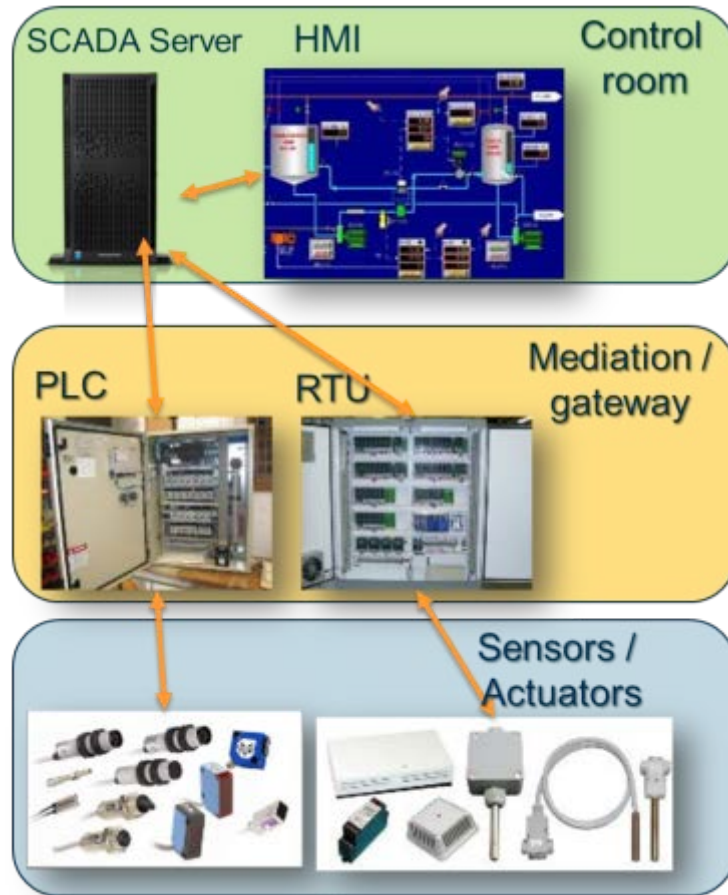 SCADA Server
HMI
Control
room
PLC
RTU
Mediation /
gateway
Sensors /
Actuators